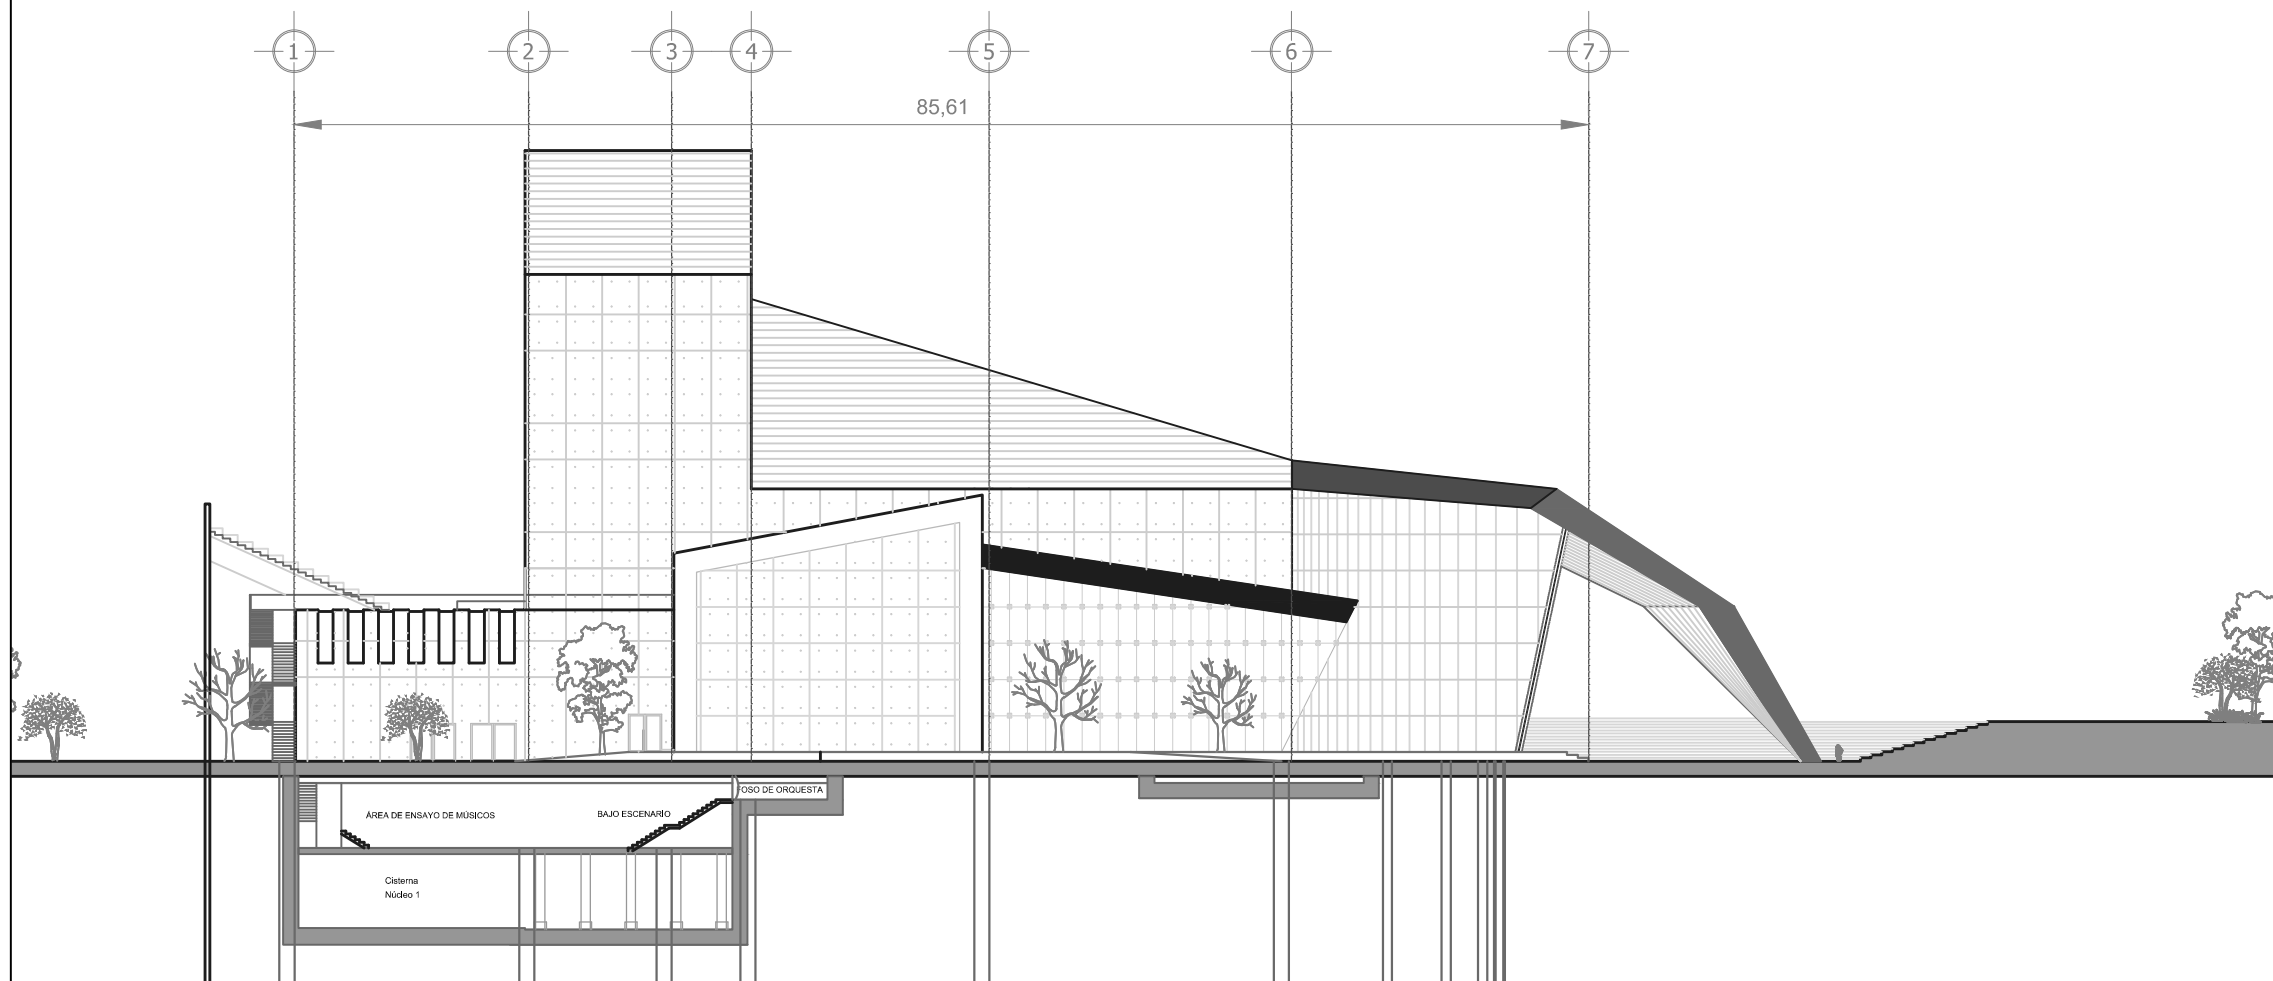 1 2 3 4 5 6 7
85,61
FOSO DE ORQUESTA
ÁREA DE ENSAYO DE MÚSICOS
BAJO ESCENARIO
Cisterna
Núcleo 1